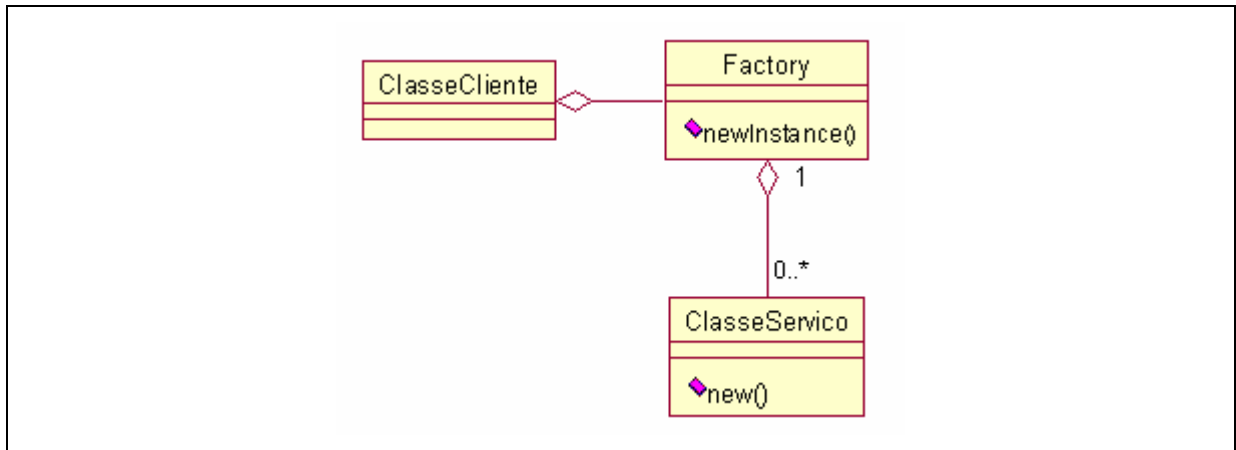 ClasseCliente
Factory
newInstance()
1
0..*
ClasseServico
new()